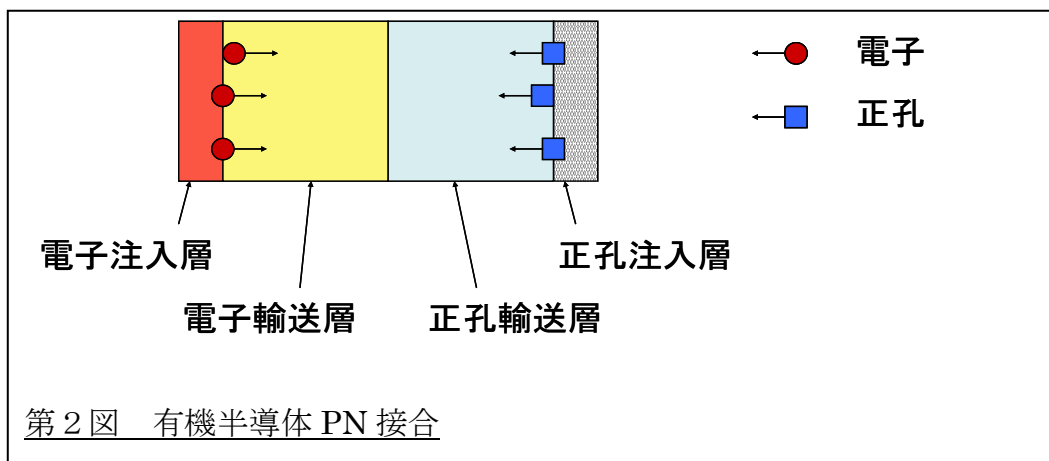 電子
正孔
電子注入層
正孔注入層
電子輸送層
正孔輸送層
第２図　有機半導体 PN 接合